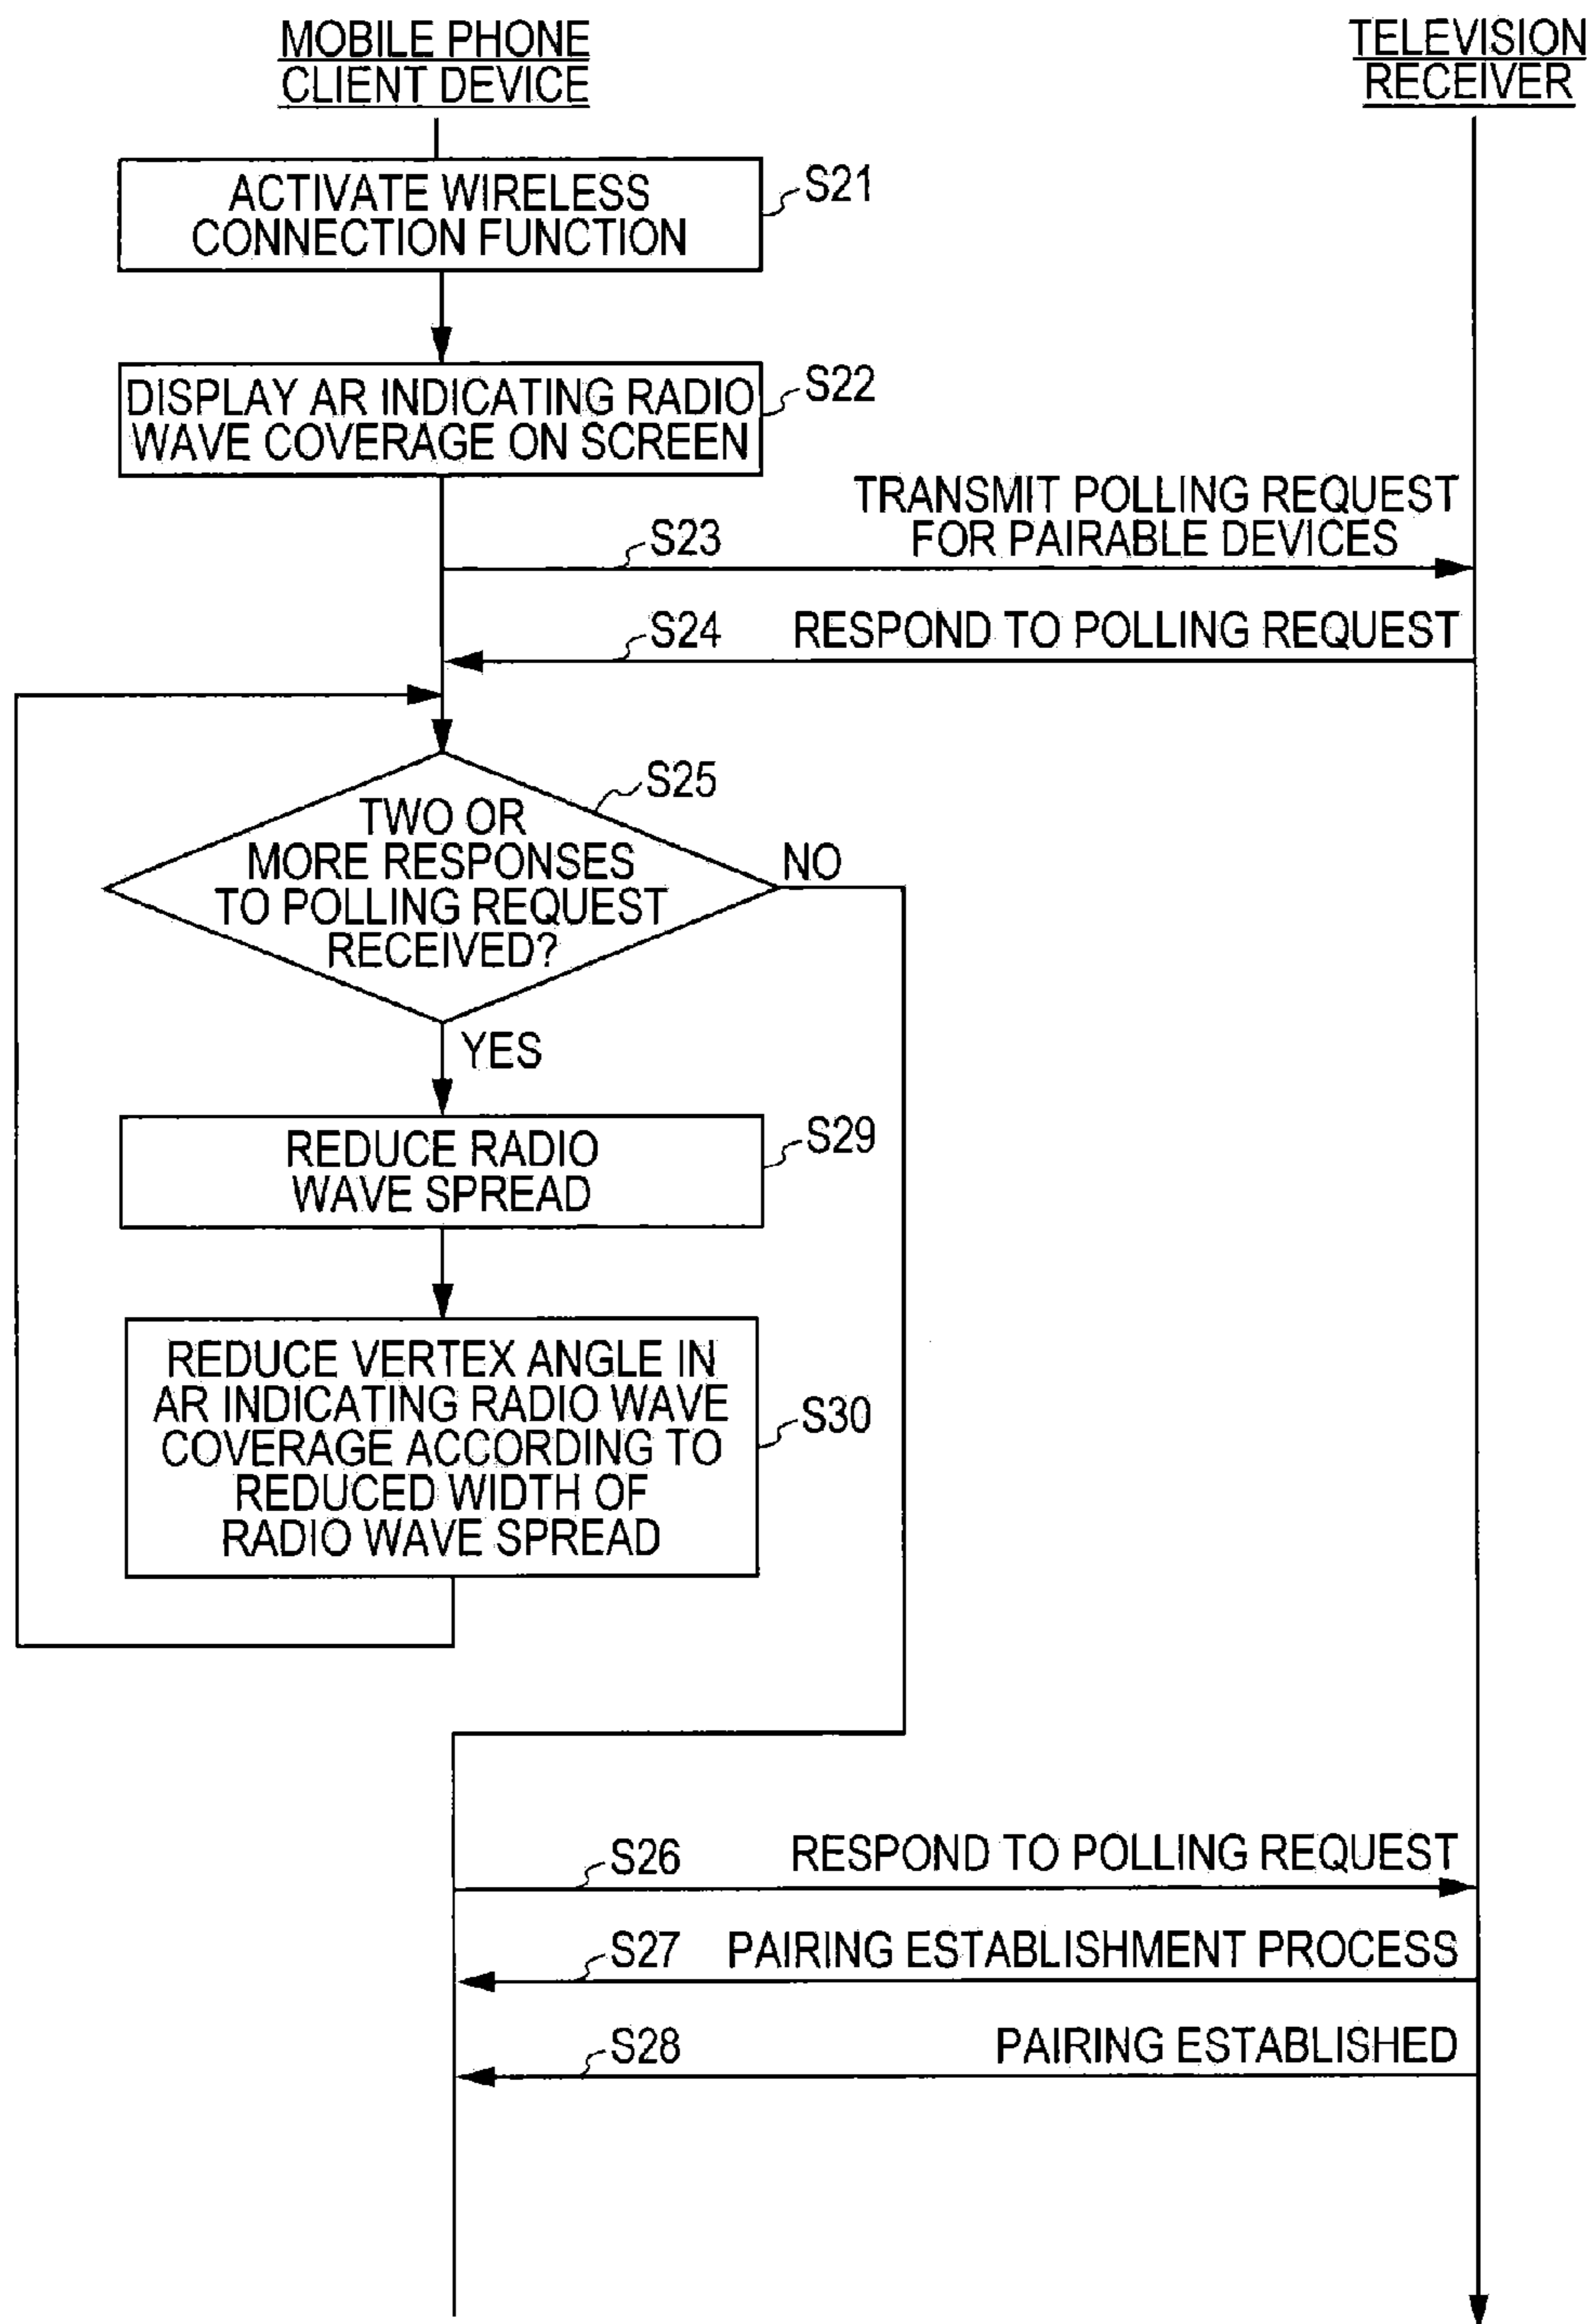 MOBILE PHONE
CLIENT DEVICE
TELEVISION
RECEIVER
ACTIVATE WIRELESS
CONNECTION FUNCTION
S21
DISPLAY AR INDICATING RADIO
WAVE COVERAGE ON SCREEN
S22
TRANSMIT POLLING REQUEST
FOR PAIRABLE DEVICES
S23
S24
RESPOND TO POLLING REQUEST
S25
TWO OR
MORE RESPONSES
TO POLLING REQUEST
RECEIVED?
NO
YES
REDUCE RADIO
WAVE SPREAD
S29
REDUCE VERTEX ANGLE IN
AR INDICATING RADIO WAVE
COVERAGE ACCORDING TO
REDUCED WIDTH OF
RADIO WAVE SPREAD
S30
S26
RESPOND TO POLLING REQUEST
S27
PAIRING ESTABLISHMENT PROCESS
S28
PAIRING ESTABLISHED